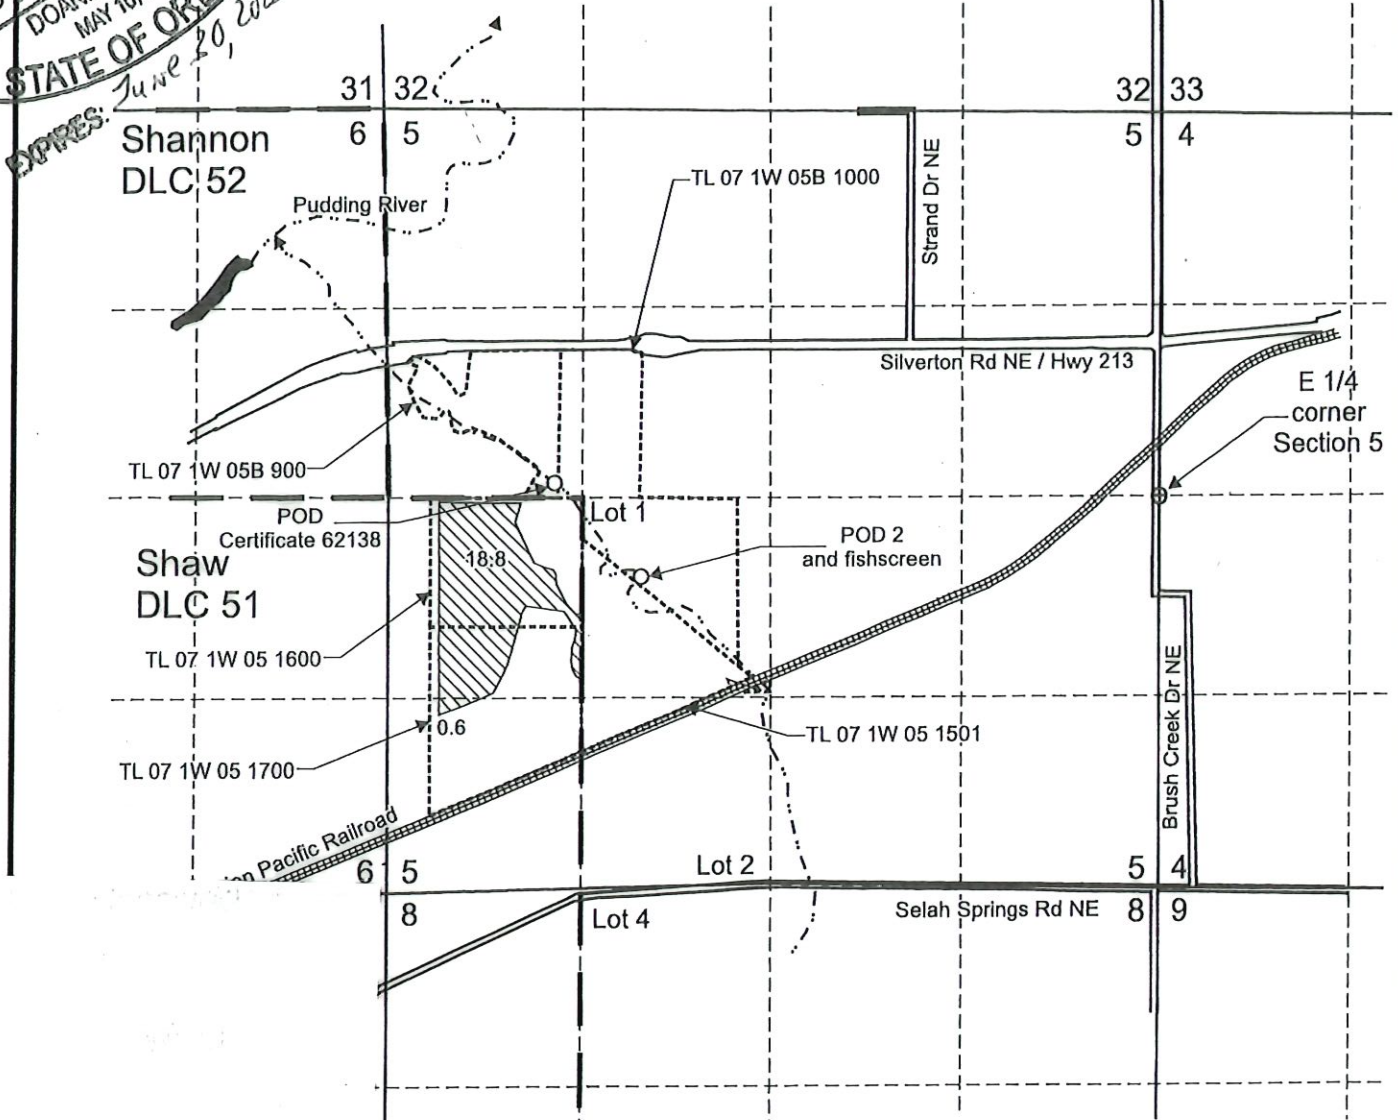 MAY 10,
STATE OF OR
EXPIRES: June 30, 202
31 32
32 33
6 5
5 4
Shannon
DLC 52
TL 07 1W 05B 1000
Strand Dr NE
Pudding River
Silverton Rd NE / Hwy 213
E 1/4
corner
Section 5
TL 07 1W 05B 900
POD
Certificate 62138
Lot 1
POD 2
and fishscreen
18.8
Shaw
DLC 51
TL 07 1W 05 1600
0.6
TL 07 1W 05 1501
TL 07 1W 05 1700
Brush Creek Dr NE
Pacific Railroad
6 5
Lot 2
5 4
8
Lot 4
Selah Springs Rd NE
8 9